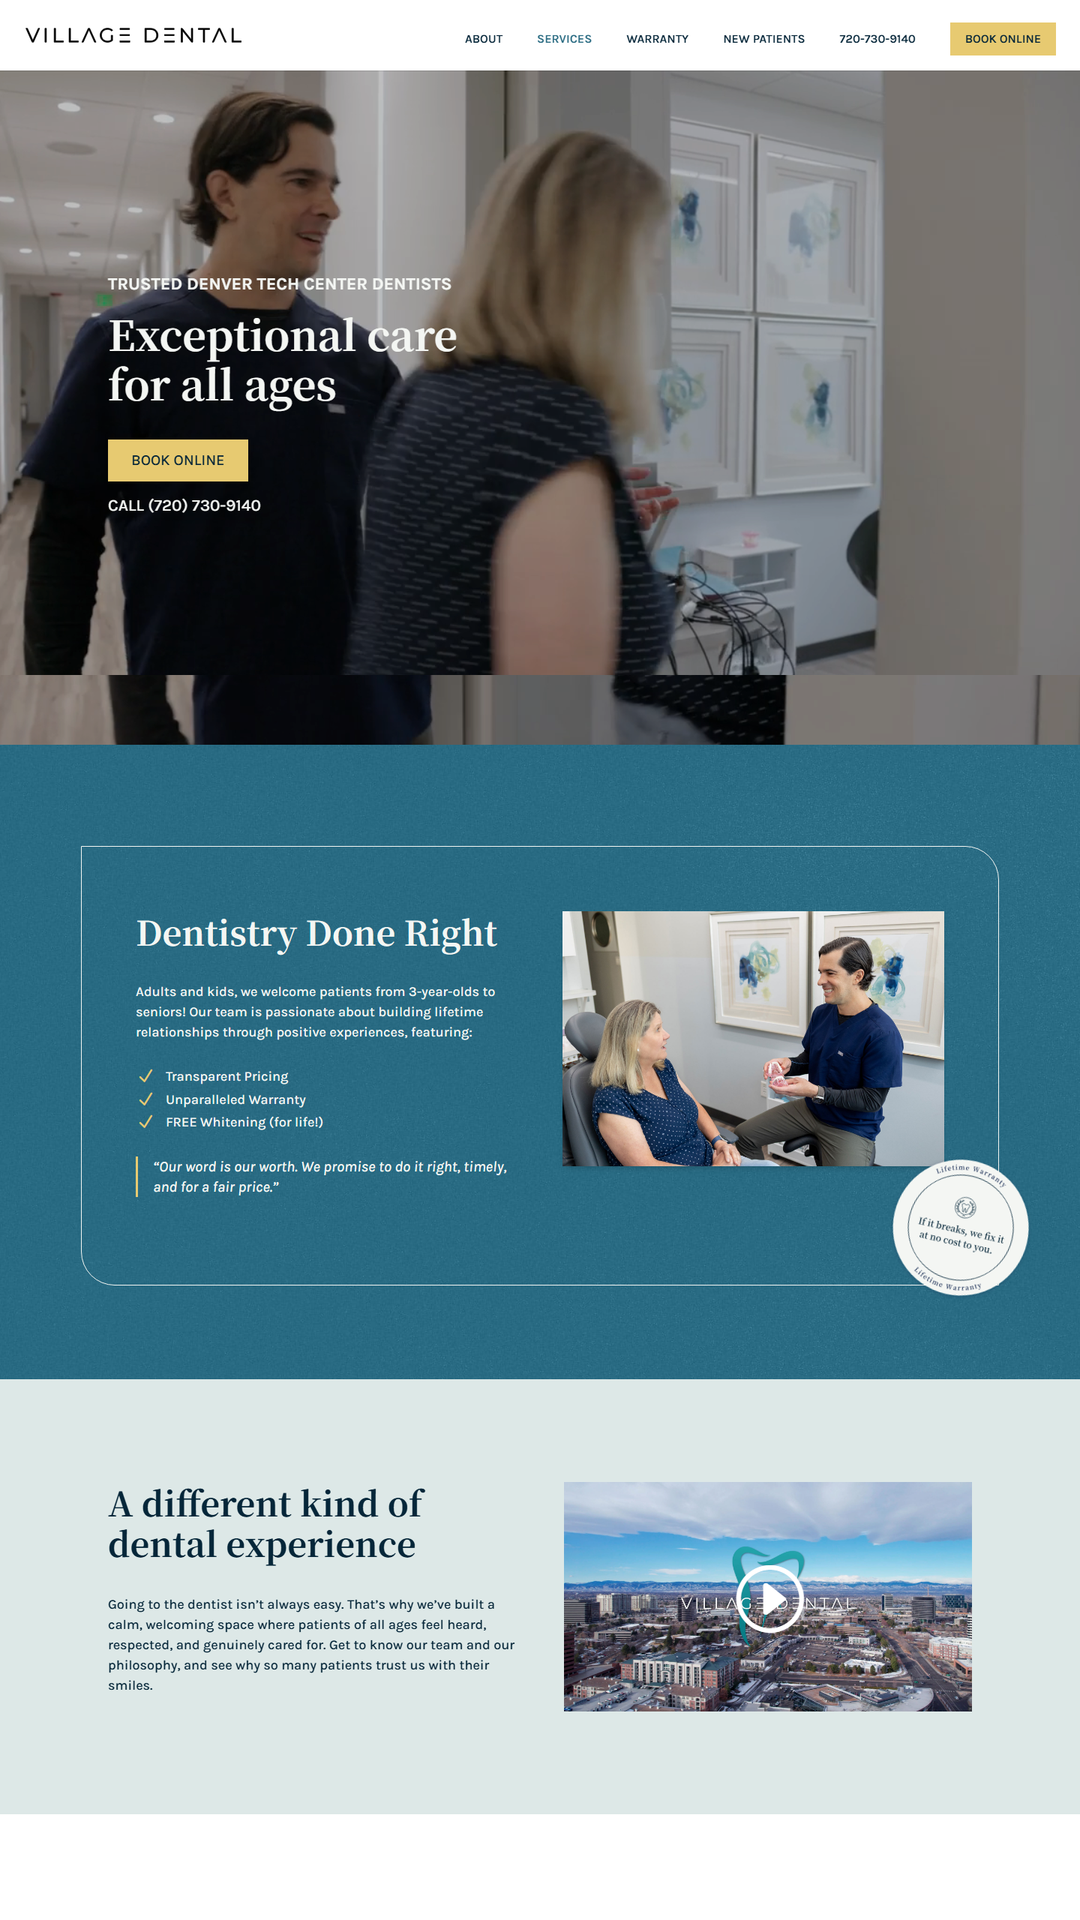 VILLAGE DENTAL
ABOUT
SERVICES
WARRANTY
NEW PATIENTS
720-730-9140
BOOK ONLINE
TRUSTED DENVER TECH CENTER DENTISTS
Exceptional care
for all ages
BOOK ONLINE
CALL (720) 730-9140
Dentistry Done Right
Adults and kids, we welcome patients from 3-year-olds to
seniors! Our team is passionate about building lifetime
relationships through positive experiences, featuring:
Transparent Pricing
Unparalleled Warranty
FREE Whitening (for life!)
“Our word is our worth. We promise to do it right, timely,
and for a fair price.”
Lifetime Warranty
If it breaks, we fix it
at no cost to you.
Lifetime Warranty
A different kind of
dental experience
Going to the dentist isn’t always easy. That’s why we’ve built a
calm, welcoming space where patients of all ages feel heard,
respected, and genuinely cared for. Get to know our team and our
philosophy, and see why so many patients trust us with their
smiles.
VILLAGE DENTAL